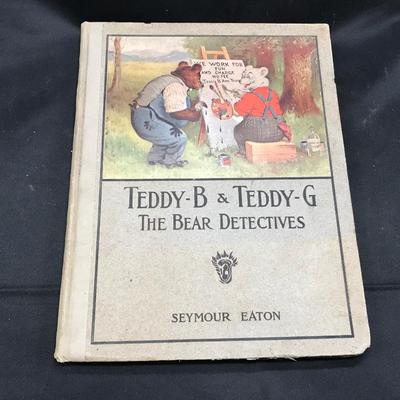 WE WORK FOR
FUN
AND CHARGE
NO FEE
TEDDY-B & TEDDY-G
THE BEAR DETECTIVES
SEYMOUR EATON